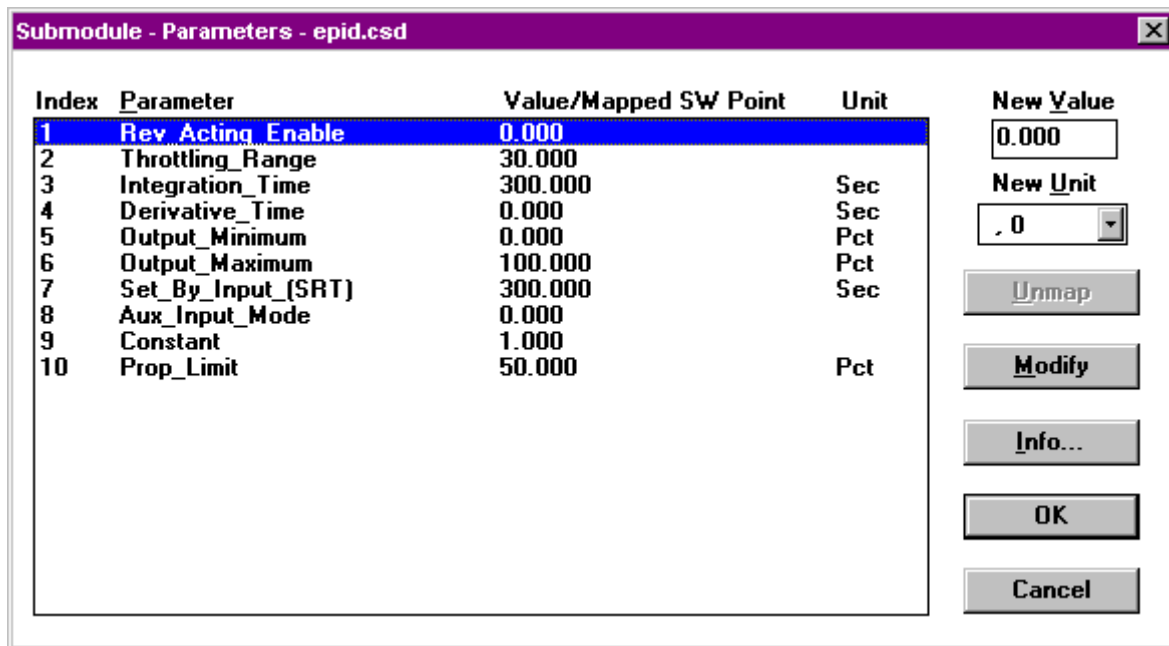 Submodule - Parameters - epid.csd
Index Parameter Value/Mapped SW Point Unit
1 Rev_Acting_Enable 0.000
2 Throttling_Range 30.000
3 Integration_Time 300.000 Sec
4 Derivative_Time 0.000 Sec
5 Output_Minimum 0.000 Pct
6 Output_Maximum 100.000 Pct
7 Set_By_Input_(SRT) 300.000 Sec
8 Aux_Input_Mode 0.000
9 Constant 1.000
10 Prop_Limit 50.000 Pct
New Value
0.000
New Unit
, 0
Unmap
Modify
Info...
OK
Cancel